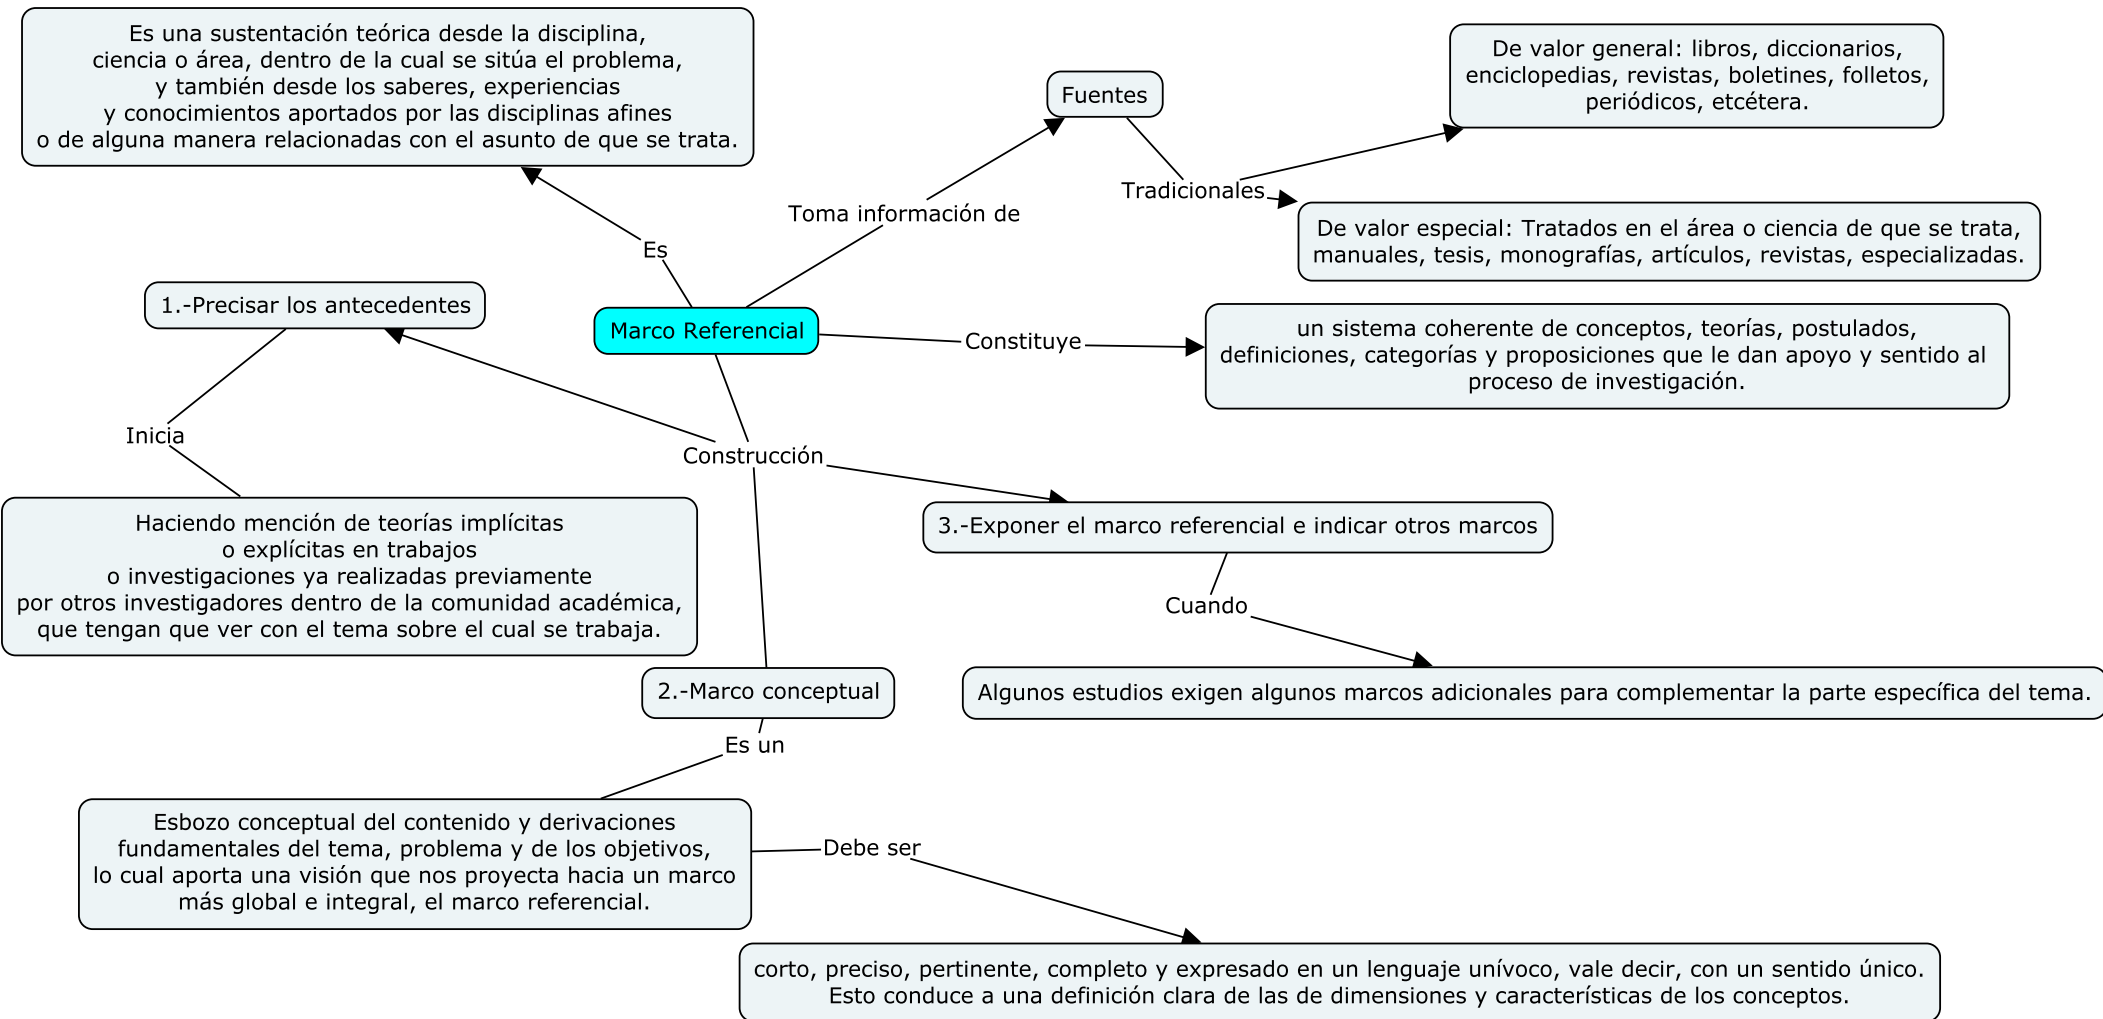 Es una sustentación teórica desde la disciplina,
ciencia o área, dentro de la cual se sitúa el problema,
y también desde los saberes, experiencias
y conocimientos aportados por las disciplinas afines
o de alguna manera relacionadas con el asunto de que se trata.
Fuentes
De valor general: libros, diccionarios,
enciclopedias, revistas, boletines, folletos,
periódicos, etcétera.
Tradicionales
Toma información de
De valor especial: Tratados en el área o ciencia de que se trata,
manuales, tesis, monografías, artículos, revistas, especializadas.
Es
1.-Precisar los antecedentes
Marco Referencial
Constituye
un sistema coherente de conceptos, teorías, postulados,
definiciones, categorías y proposiciones que le dan apoyo y sentido al
proceso de investigación.
Inicia
Construcción
Haciendo mención de teorías implícitas
o explícitas en trabajos
o investigaciones ya realizadas previamente
por otros investigadores dentro de la comunidad académica,
que tengan que ver con el tema sobre el cual se trabaja.
3.-Exponer el marco referencial e indicar otros marcos
Cuando
2.-Marco conceptual
Algunos estudios exigen algunos marcos adicionales para complementar la parte específica del tema.
Es un
Esbozo conceptual del contenido y derivaciones
fundamentales del tema, problema y de los objetivos,
lo cual aporta una visión que nos proyecta hacia un marco
más global e integral, el marco referencial.
Debe ser
corto, preciso, pertinente, completo y expresado en un lenguaje unívoco, vale decir, con un sentido único.
Esto conduce a una definición clara de las de dimensiones y características de los conceptos.